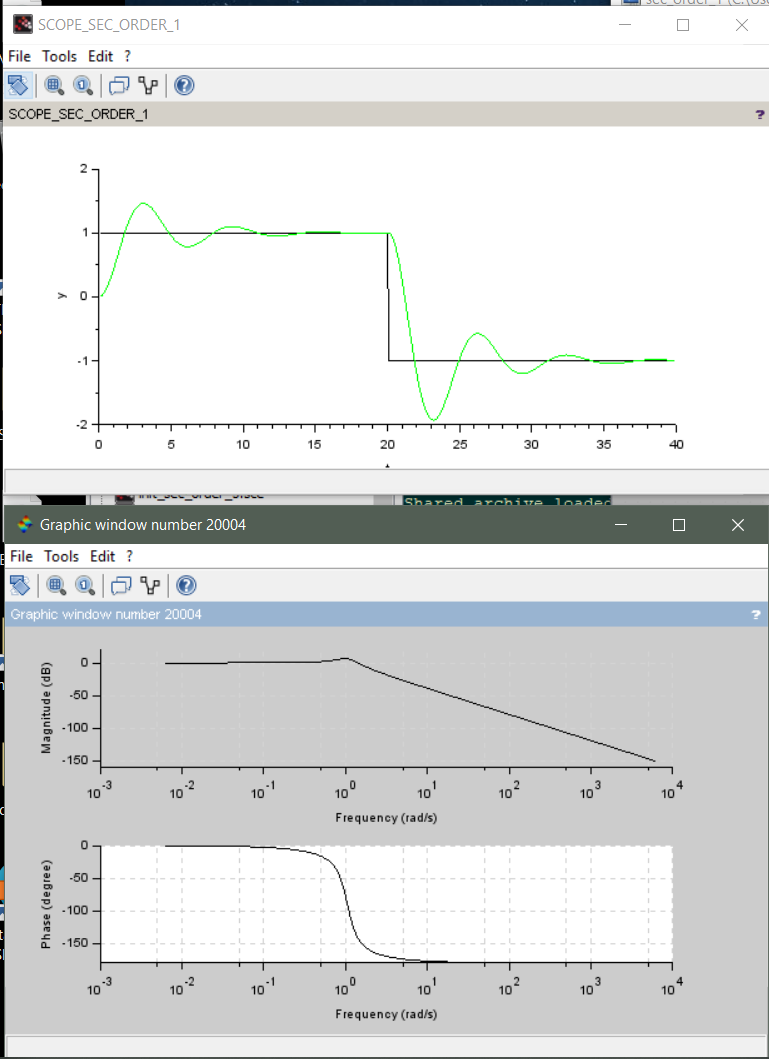 sec_order_1 (C:\Use
SCOPE_SEC_ORDER_1
File Tools Edit ?
SCOPE_SEC_ORDER_1 ?
2
1
0
-1
-2
y
0 5 10 15 20 25 30 35 40
init_sec_order_3.sce
Shared archive loaded
Graphic window number 20004
File Tools Edit ?
Graphic window number 20004 ?
0
-50
-100
-150
Magnitude (dB)
10^-3 10^-2 10^-1 10^0 10^1 10^2 10^3 10^4
Frequency (rad/s)
0
-50
-100
-150
Phase (degree)
10^-3 10^-2 10^-1 10^0 10^1 10^2 10^3 10^4
Frequency (rad/s)